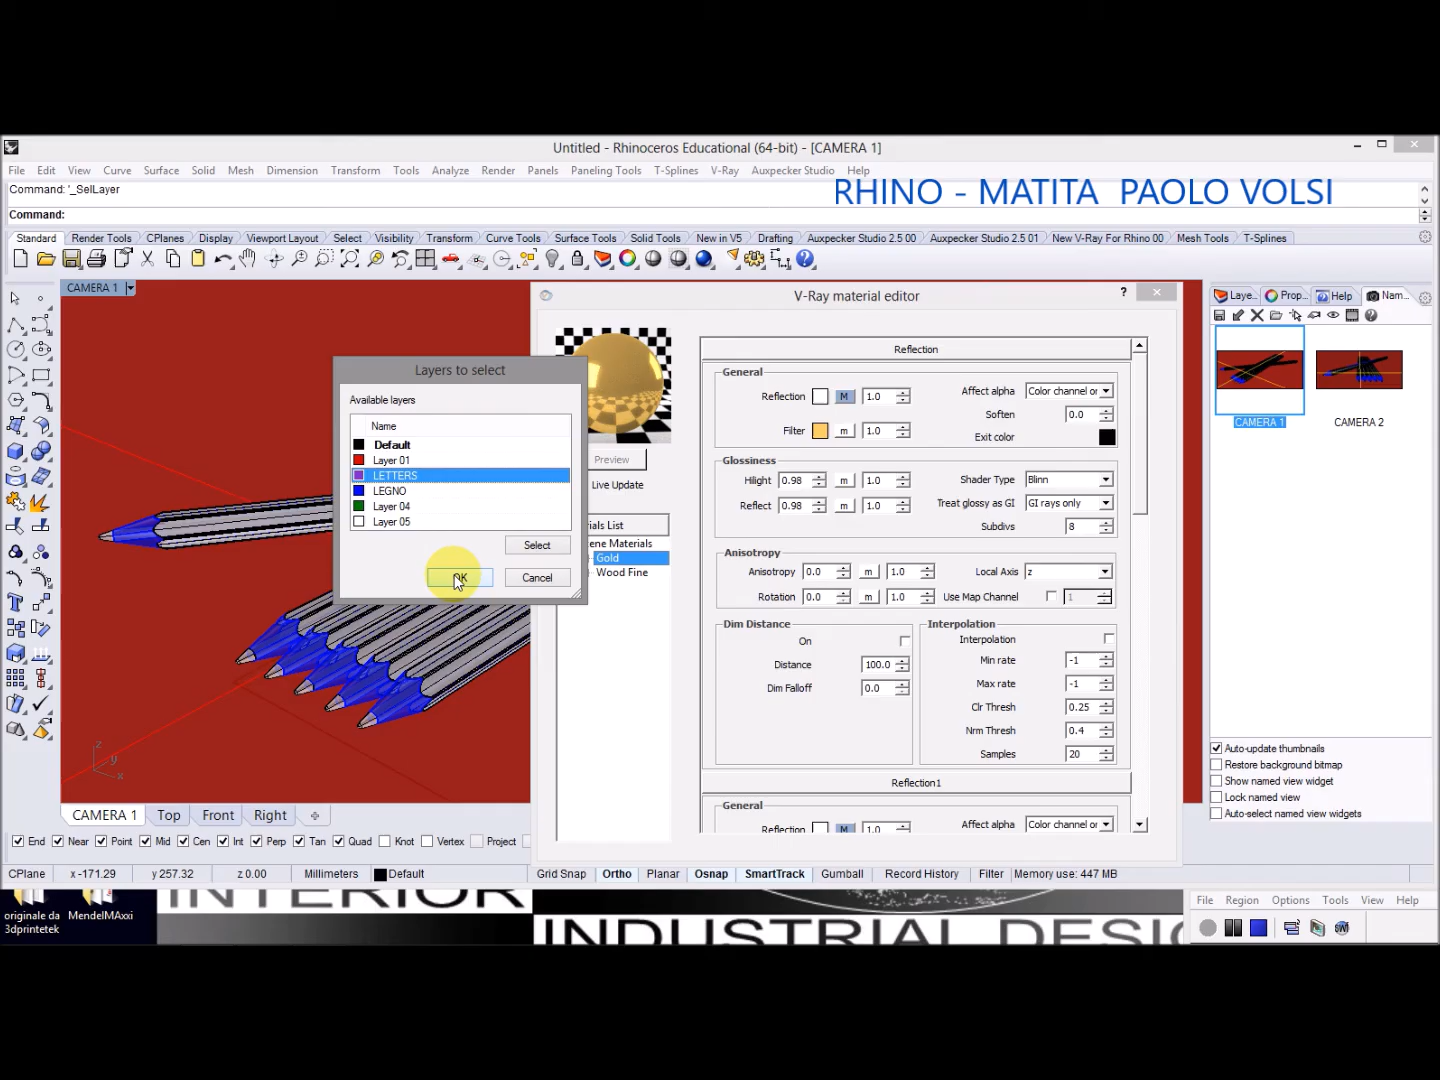 Untitled - Rhinoceros Educational (64-bit) - [CAMERA 1]
File Edit View Curve Surface Solid Mesh Dimension Transform Tools Analyze Render Panels Paneling Tools T-Splines V-Ray Auxpecker Studio Help
Command: '_SelLayer
RHINO - MATITA PAOLO VOLSI
Command:
Standard Render Tools CPlanes Display Viewport Layout Select Visibility Transform Curve Tools Surface Tools Solid Tools New in V5 Drafting Auxpecker Studio 2.5 00 Auxpecker Studio 2.5 01 New V-Ray For Rhino 00 Mesh Tools T-Splines
CAMERA 1
V-Ray material editor
?
Laye... Prop... Help Nam...
Reflection
General
Reflection M 1.0 Affect alpha Color channel or
Soften 0.0
Filter m 1.0 Exit color
Glossiness
Hilight 0.98 m 1.0 Shader Type Blinn
Reflect 0.98 m 1.0 Treat glossy as GI GI rays only
Subdivs 8
Anisotropy
Anisotropy 0.0 m 1.0 Local Axis z
Rotation 0.0 m 1.0 Use Map Channel 1
Dim Distance
On
Distance 100.0
Dim Falloff 0.0
Interpolation
Interpolation
Min rate -1
Max rate -1
Clr Thresh 0.25
Nrm Thresh 0.4
Samples 20
Reflection1
General
Reflection M 1.0 Affect alpha Color channel or
Layers to select
Available layers
Name
Default
Layer 01
LETTERS
LEGNO
Layer 04
Layer 05
Select
OK Cancel
Preview
Live Update
ials List
ene Materials
Gold
Wood Fine
CAMERA 1 CAMERA 2
Auto-update thumbnails
Restore background bitmap
Show named view widget
Lock named view
Auto-select named view widgets
z
y
x
CAMERA 1 Top Front Right
End Near Point Mid Cen Int Perp Tan Quad Knot Vertex Project
CPlane x -171.29 y 257.32 z 0.00 Millimeters Default Grid Snap Ortho Planar Osnap SmartTrack Gumball Record History Filter Memory use: 447 MB
originale da 3dprintetek
MendelMAxxi
INTERIOR
INDUSTRIAL DESIG
File Region Options Tools View Help